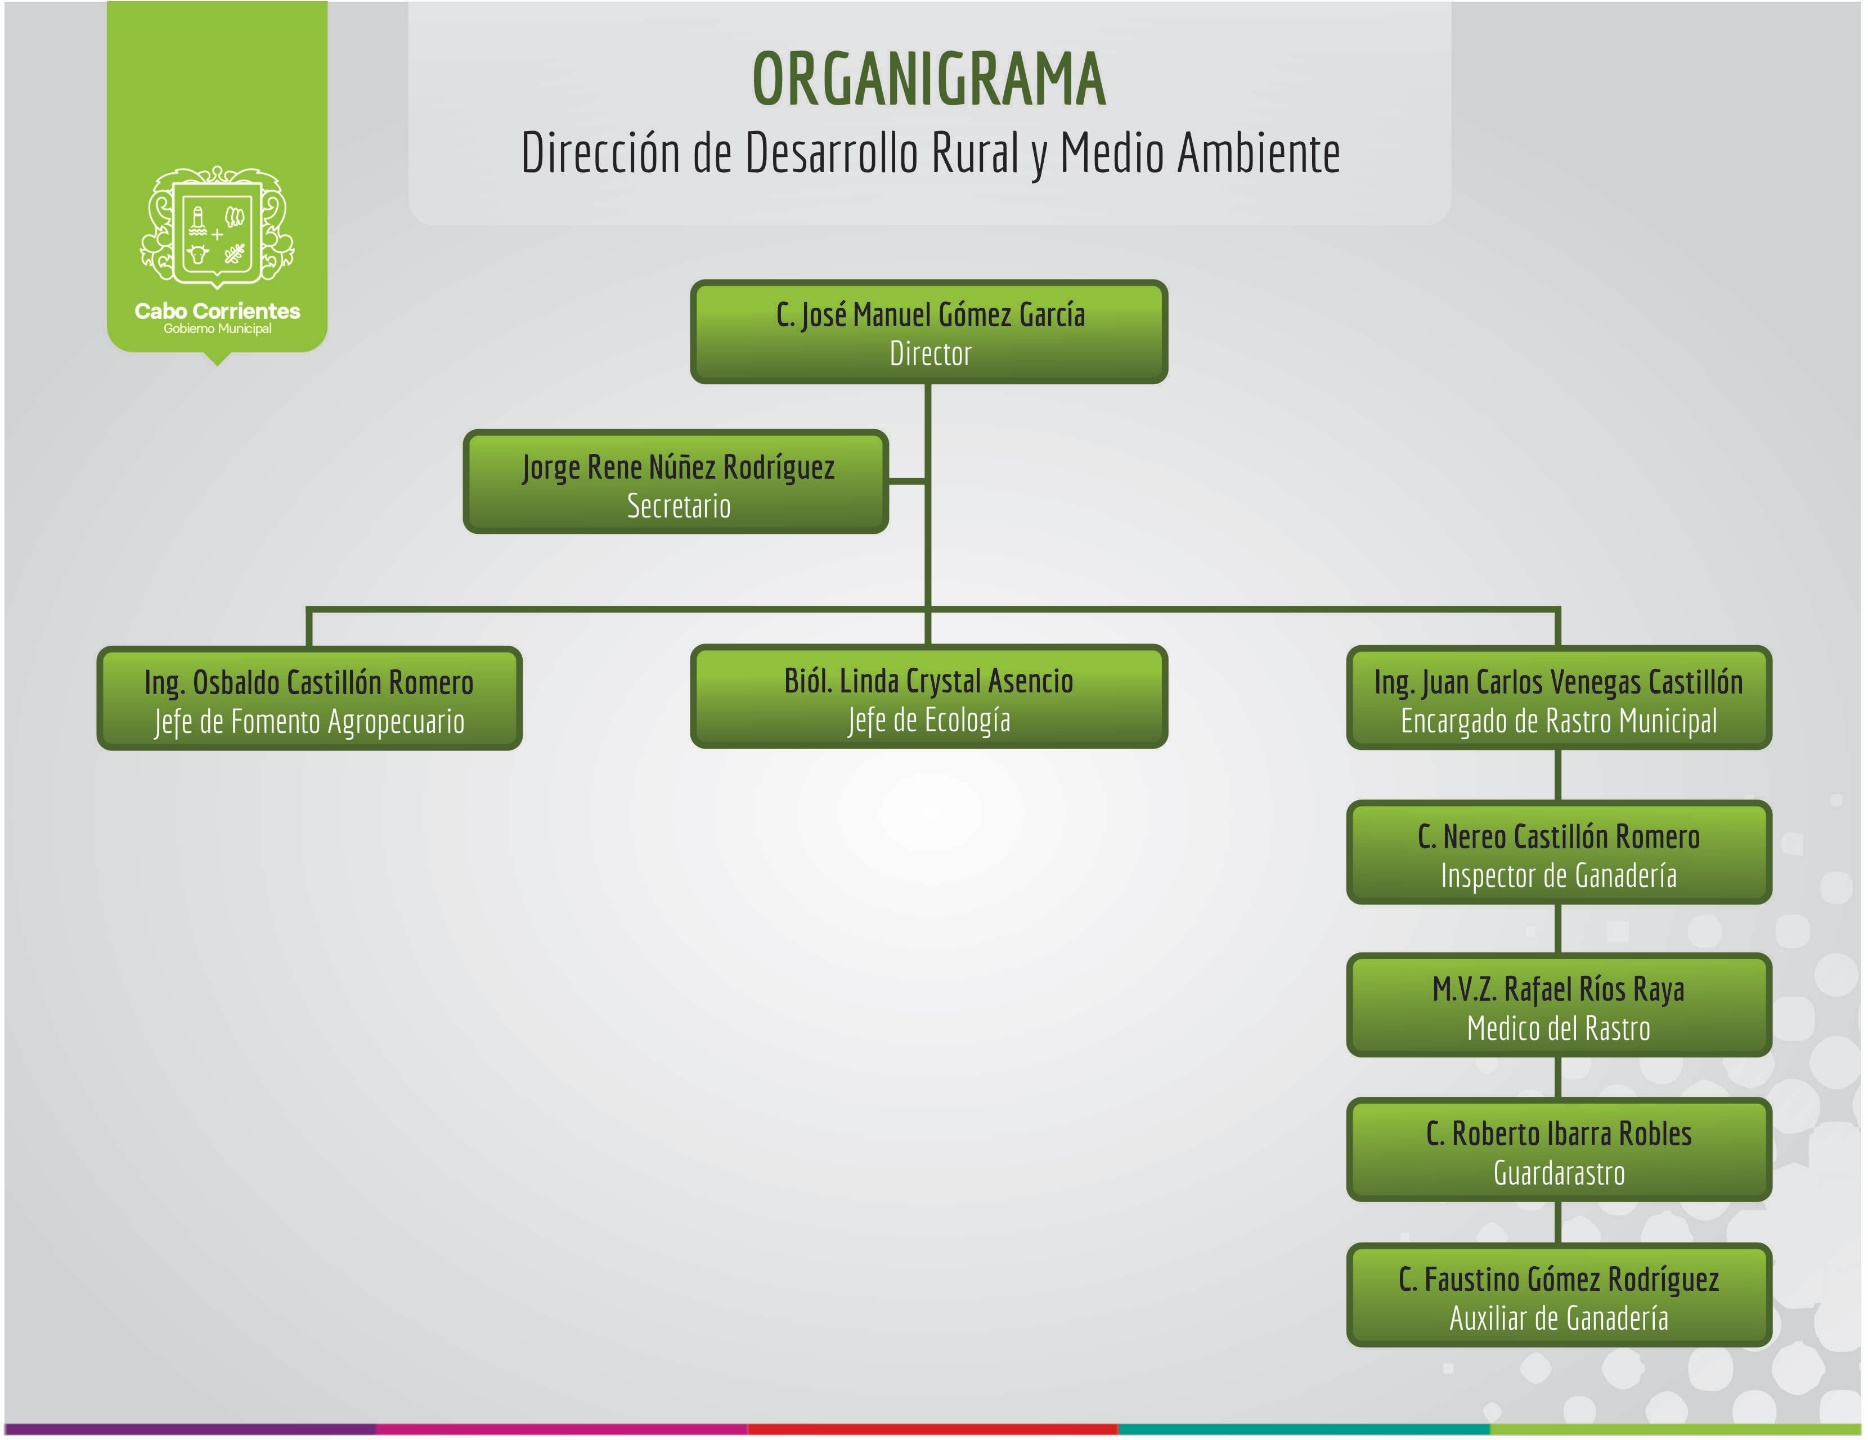 ORGANIGRAMA
Dirección de Desarrollo Rural y Medio Ambiente
Cabo Corrientes
Gobierno Municipal
C. José Manuel Gómez García
Director
Jorge Rene Núñez Rodríguez
Secretario
Ing. Osbaldo Castillón Romero
Jefe de Fomento Agropecuario
Biól. Linda Crystal Asencio
Jefe de Ecología
Ing. Juan Carlos Venegas Castillón
Encargado de Rastro Municipal
C. Nereo Castillón Romero
Inspector de Ganadería
M.V.Z. Rafael Ríos Raya
Medico del Rastro
C. Roberto Ibarra Robles
Guardarastro
C. Faustino Gómez Rodríguez
Auxiliar de Ganadería